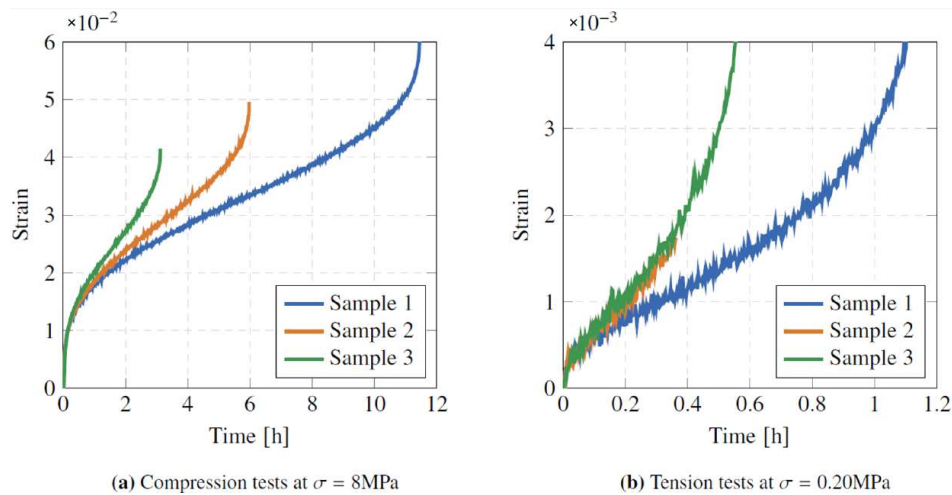 ×10⁻²
6
5
4
3
2
1
0
Strain
Sample 1
Sample 2
Sample 3
0 2 4 6 8 10 12
Time [h]
(a) Compression tests at σ = 8MPa
×10⁻³
4
3
2
1
0
Strain
Sample 1
Sample 2
Sample 3
0 0.2 0.4 0.6 0.8 1 1.2
Time [h]
(b) Tension tests at σ = 0.20MPa